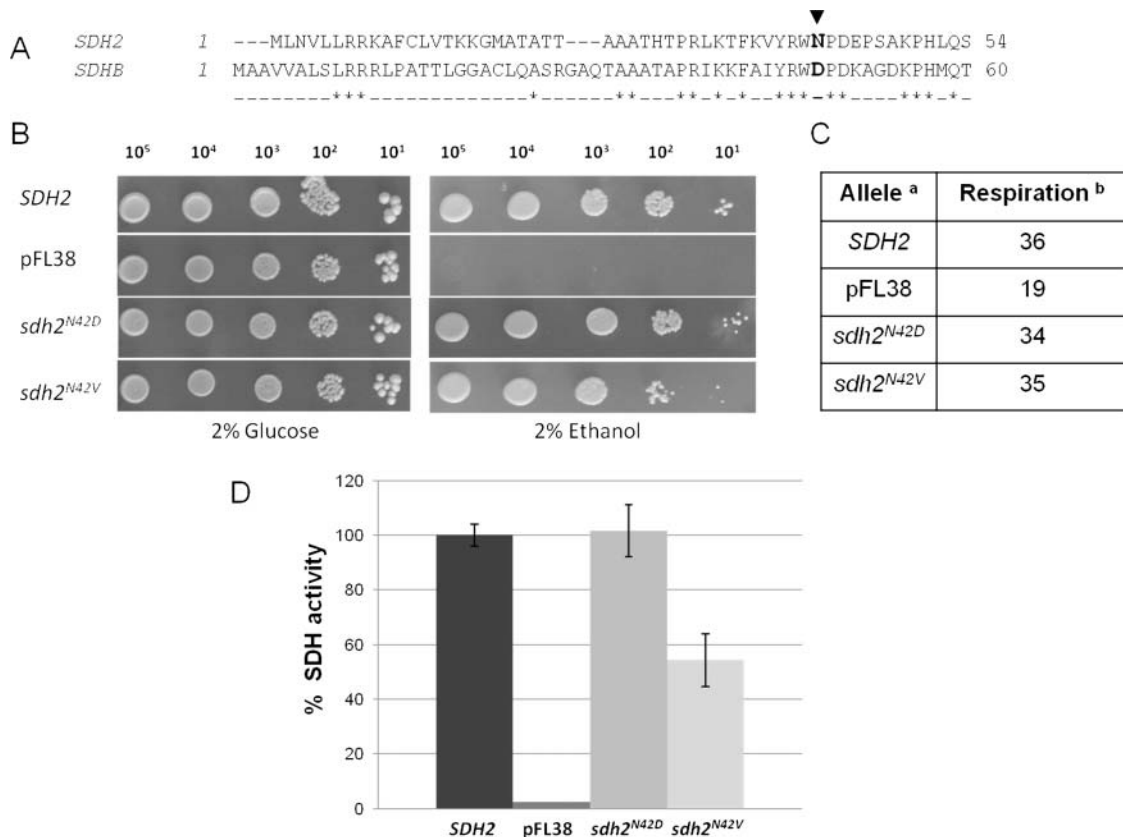 A
SDH2 1 ---MLNVLLRRKAFCLVTKKGMATATT---AAATHTPRLKTFKVYRWNPDEPSAKPHLQS 54
SDHB 1 MAAVVALSLRRRLPATTLGGACLQASRGAQTAAATAPRIKKFAIYRWDPDKAGDKPHMQT 60
------***------------*-----**---**-*-*--***-**----***-*-
B
10⁵ 10⁴ 10³ 10² 10¹ 10⁵ 10⁴ 10³ 10² 10¹
SDH2
pFL38
sdh2ᴺ⁴²ᴰ
sdh2ᴺ⁴²ⱽ
2% Glucose 2% Ethanol
C
Allele ᵃ Respiration ᵇ
SDH2 36
pFL38 19
sdh2ᴺ⁴²ᴰ 34
sdh2ᴺ⁴²ⱽ 35
D
% SDH activity
120
100
80
60
40
20
0
SDH2 pFL38 sdh2ᴺ⁴²ᴰ sdh2ᴺ⁴²ⱽ